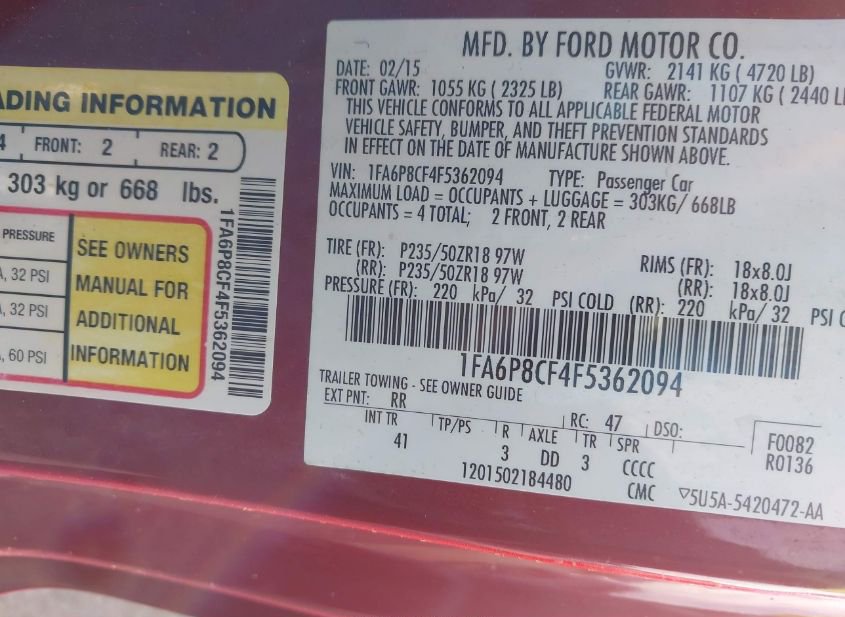 ADING INFORMATION
4 FRONT: 2 REAR: 2
303 kg or 668 lbs.
PRESSURE
32 PSI
32 PSI
60 PSI
SEE OWNERS
MANUAL FOR
ADDITIONAL
INFORMATION
1FA6P8CF4F5362094
MFD. BY FORD MOTOR CO.
DATE: 02/15 GVWR: 2141 KG ( 4720 LB)
FRONT GAWR: 1055 KG ( 2325 LB) REAR GAWR: 1107 KG ( 2440 L
THIS VEHICLE CONFORMS TO ALL APPLICABLE FEDERAL MOTOR
VEHICLE SAFETY, BUMPER, AND THEFT PREVENTION STANDARDS
IN EFFECT ON THE DATE OF MANUFACTURE SHOWN ABOVE.
VIN: 1FA6P8CF4F5362094 TYPE: Passenger Car
MAXIMUM LOAD = OCCUPANTS + LUGGAGE = 303KG/ 668LB
OCCUPANTS = 4 TOTAL; 2 FRONT, 2 REAR
TIRE (FR): P235/50ZR18 97W RIMS (FR): 18x8.0J
(RR): P235/50ZR18 97W (RR): 18x8.0J
PRESSURE (FR): 220 kPa/ 32 PSI COLD (RR): 220 kPa/ 32 PSI C
1FA6P8CF4F5362094
TRAILER TOWING - SEE OWNER GUIDE
EXT PNT: RR RC: 47 DSO:
INT TR TP/PS R AXLE TR SPR
41 3 DD 3 CCCC
1201502184480 CMC
F0082
R0136
▽5U5A-5420472-AA